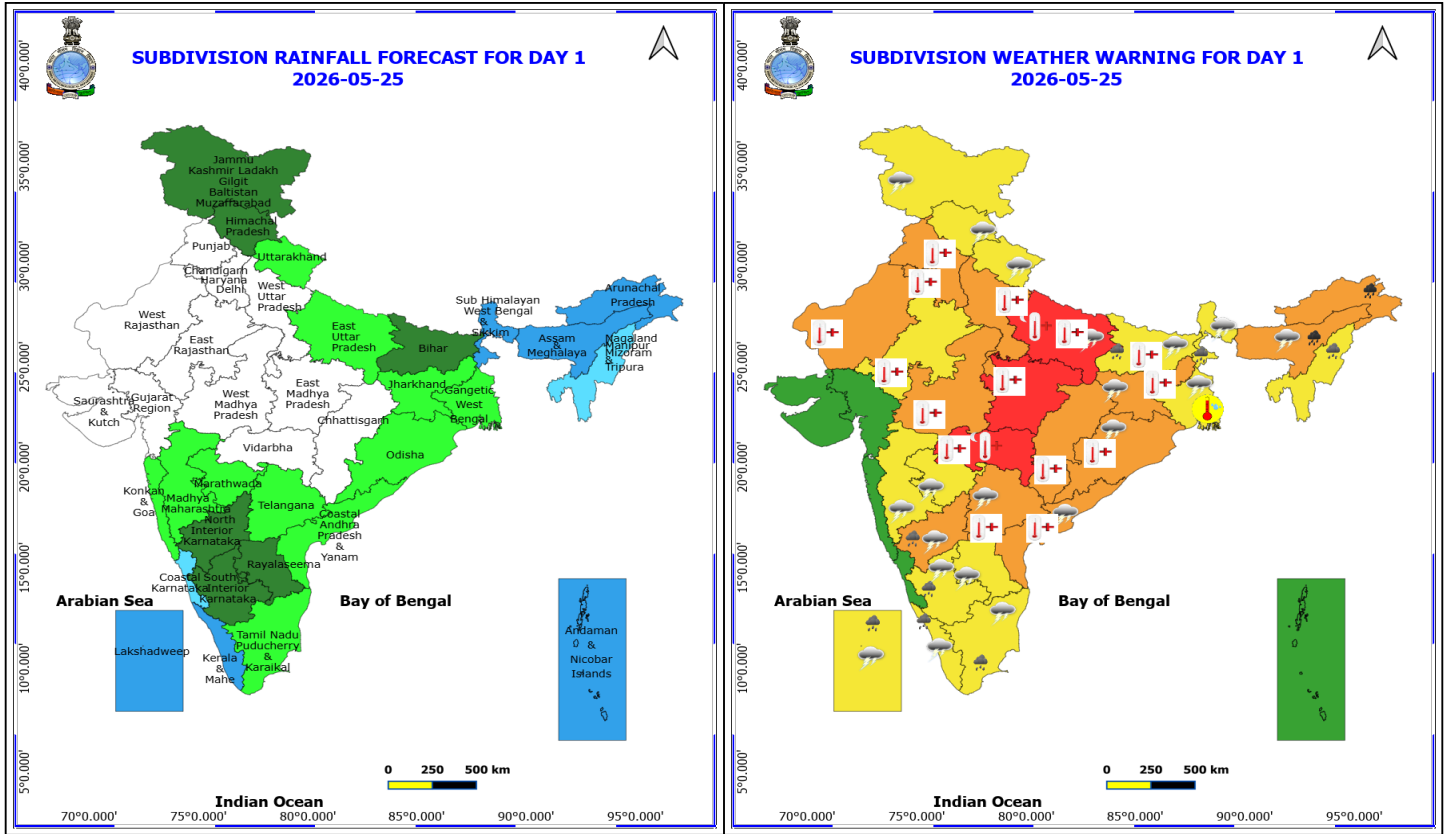 SUBDIVISION RAINFALL FORECAST FOR DAY 1
2026-05-25
40°0.000'
35°0.000'
30°0.000'
25°0.000'
20°0.000'
15°0.000'
10°0.000'
5°0.000'
Jammu
Kashmir Ladakh
Gilgit
Baltistan
Muzaffarabad
Himachal
Pradesh
Punjab
Uttarakhand
Chandigarh
Haryana
Delhi
West
Uttar
Pradesh
Arunachal
Pradesh
Sub Himalayan
West Bengal
&
Sikkim
West
Rajasthan
East
Uttar
Pradesh
East
Rajasthan
Bihar
Assam
&
Meghalaya
Nagaland
Manipur
Mizoram
&
Tripura
Jharkhand
Gangetic
West
Bengal
Saurashtra
&
Kutch
Gujarat
Region
West
Madhya
Pradesh
East
Madhya
Pradesh
Chhattisgarh
Vidarbha
Odisha
Konkan
&
Goa
Marathwada
Madhya
Maharashtra
Telangana
North
Interior
Karnataka
Coastal
Andhra
Pradesh
&
Yanam
Rayalaseema
Coastal
Karnataka
South
Interior
Karnataka
Arabian Sea
Bay of Bengal
Lakshadweep
Kerala
&
Mahe
Tamil Nadu
Puducherry
&
Karaikal
Andaman
&
Nicobar
Islands
0 250 500 km
Indian Ocean
70°0.000' 75°0.000' 80°0.000' 85°0.000' 90°0.000' 95°0.000'
SUBDIVISION WEATHER WARNING FOR DAY 1
2026-05-25
40°0.000'
35°0.000'
30°0.000'
25°0.000'
20°0.000'
15°0.000'
10°0.000'
5°0.000'
Arabian Sea
Bay of Bengal
0 250 500 km
Indian Ocean
70°0.000' 75°0.000' 80°0.000' 85°0.000' 90°0.000' 95°0.000'